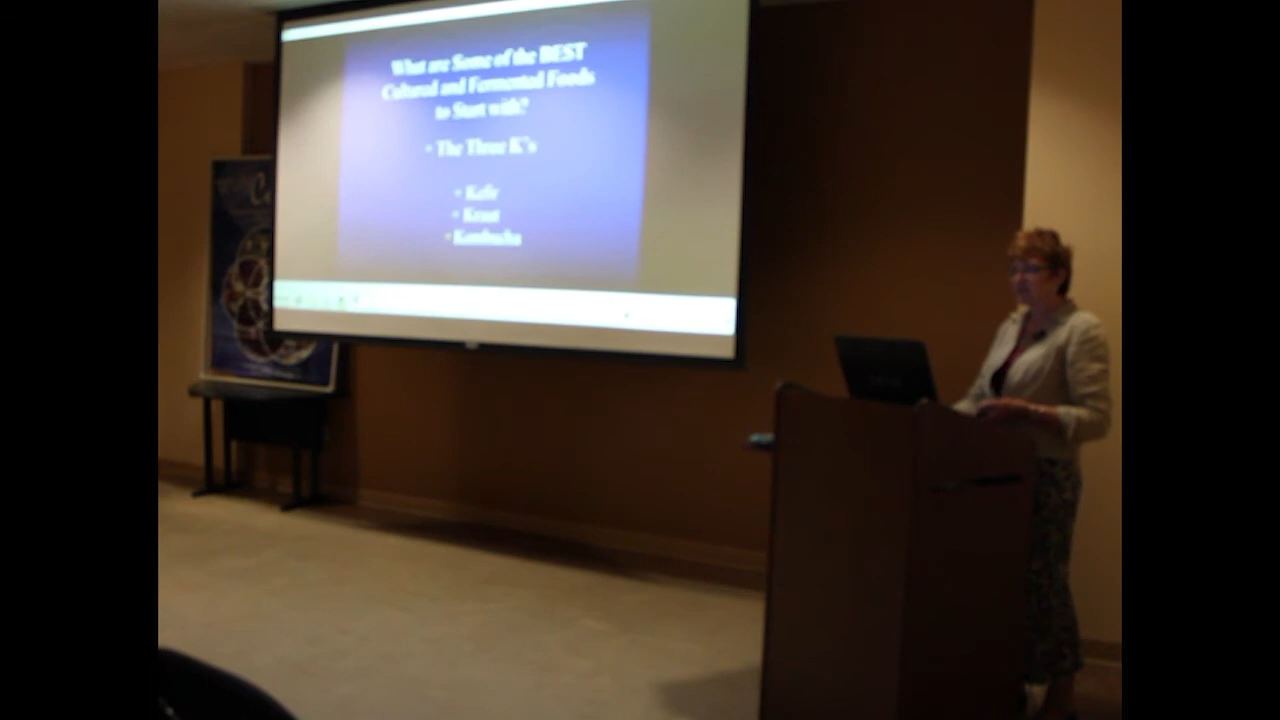 What are Some of the BEST
Cultured and Fermented Foods
to Start with?
• The Three K's
• Kefir
• Kraut
• Kombucha